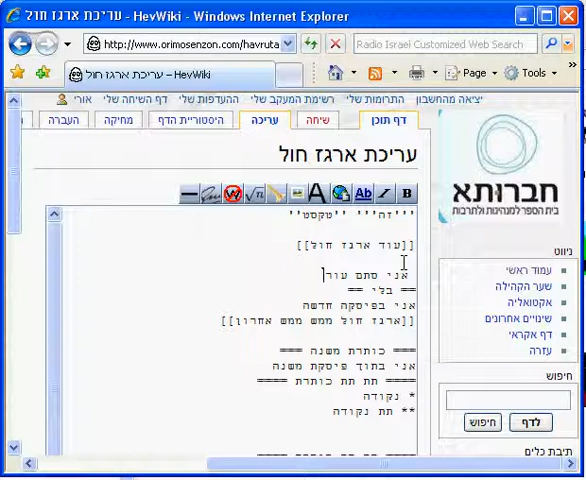 עריכת ארגז חול - HevWiki - Windows Internet Explorer
http://www.orimosenzon.com/havruta
Radio Israel Customized Web Search
עריכת ארגז חול - HevWiki
Page
Tools
אורי דף השיחה שלי ההעדפות שלי רשימת המעקב שלי התרומות שלי יציאה מהחשבון
דף תוכן שיחה עריכה היסטוריית הדף מחיקה העברה
עריכת ארגז חול
חברותא
בית הספר למנהיגות ולתרבות
'''זה''' ''טקסט''
[[עוד ארגז חול]]
אני סתם עור
== בלי ==
אני בפיסקה חדשה
[[ארגז חול ממש ממש אחרון]]
=== כותרת משנה ===
אני בתוך פיסקת משנה
==== תת תת כותרת ====
* נקודה
** תת נקודה
ניווט
עמוד ראשי
שער הקהילה
אקטואליה
שינויים אחרונים
דף אקראי
עזרה
חיפוש
לדף חיפוש
תיבת כלים